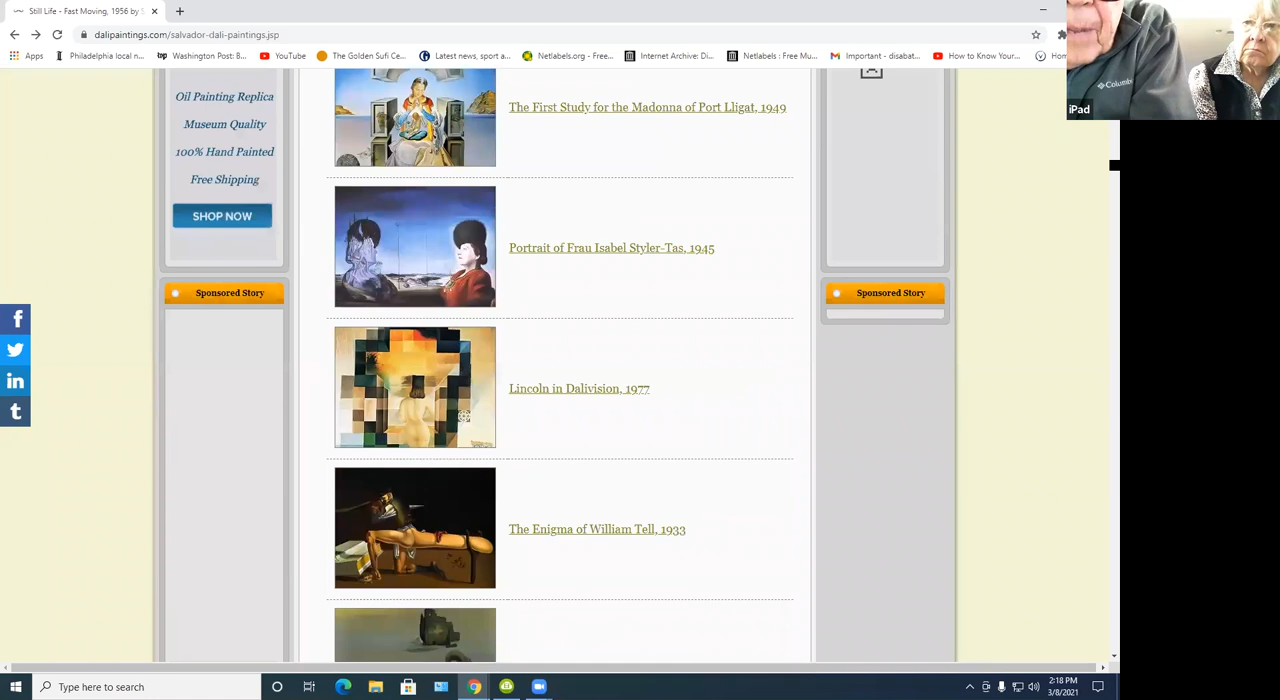 Still Life - Fast Moving, 1956 by S
dalipaintings.com/salvador-dali-paintings.jsp
Apps
Philadelphia local n...
Washington Post: B...
YouTube
The Golden Sufi Ce...
Latest news, sport a...
Netlabels.org - Free...
Internet Archive: Di...
Netlabels : Free Mu...
Important - disabat...
How to Know Your...
Hom
Columbia
iPad
Oil Painting Replica
Museum Quality
100% Hand Painted
Free Shipping
SHOP NOW
The First Study for the Madonna of Port Lligat, 1949
Portrait of Frau Isabel Styler-Tas, 1945
Sponsored Story
Sponsored Story
Lincoln in Dalivision, 1977
The Enigma of William Tell, 1933
Type here to search
2:18 PM
3/8/2021